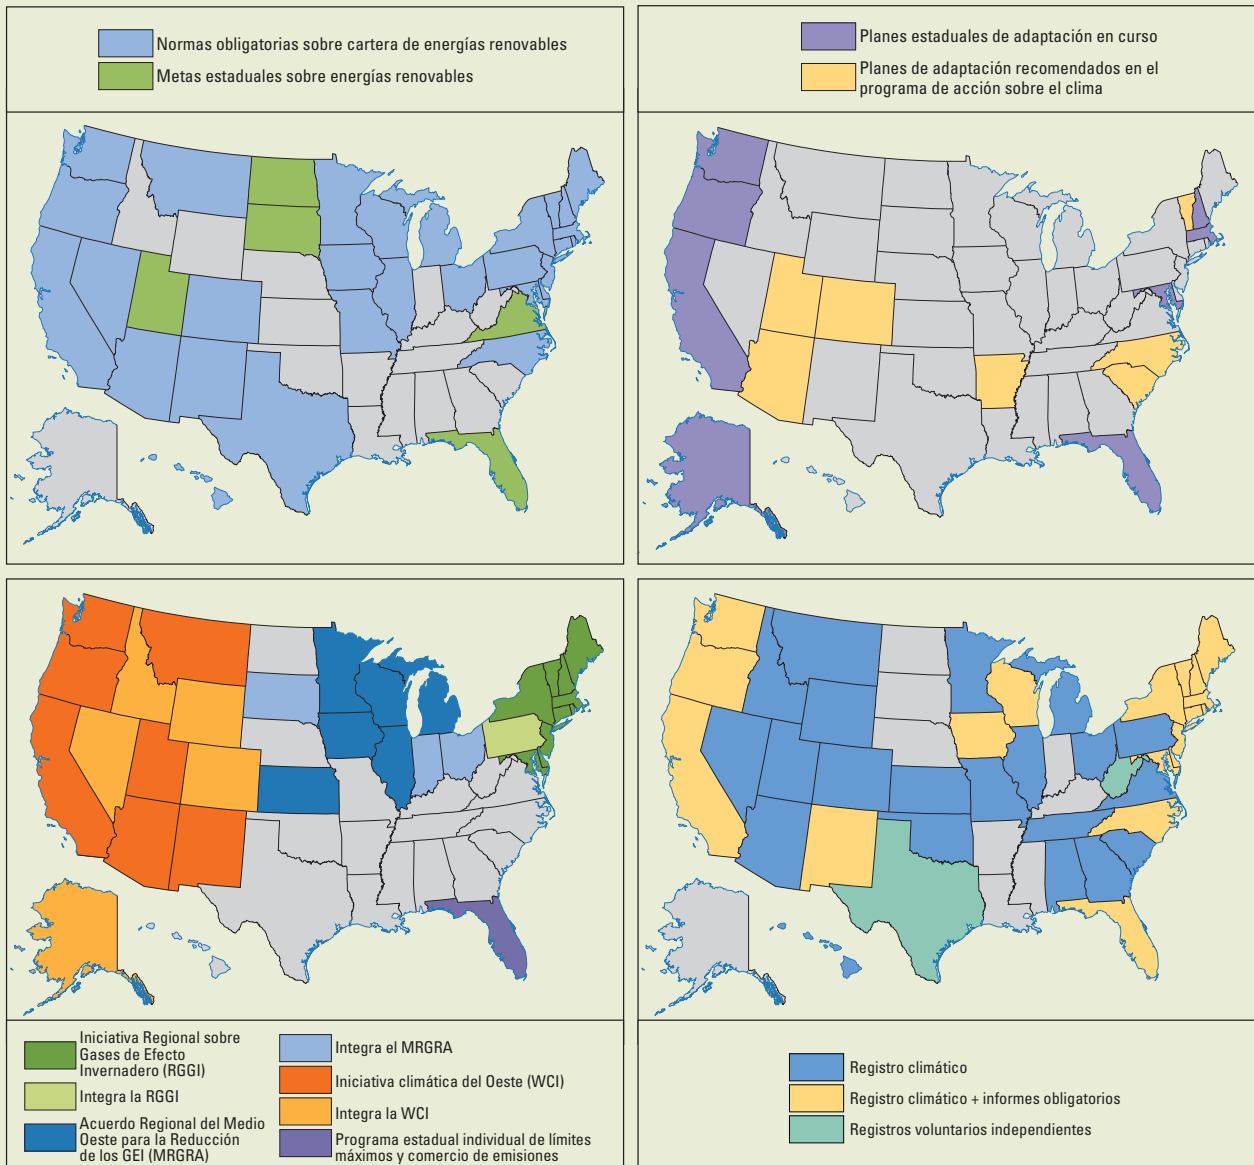 Normas obligatorias sobre cartera de energías renovables
Metas estaduales sobre energías renovables
Planes estaduales de adaptación en curso
Planes de adaptación recomendados en el
programa de acción sobre el clima
Iniciativa Regional sobre
Gases de Efecto
Invernadero (RGGI)
Integra la RGGI
Acuerdo Regional del Medio
Oeste para la Reducción
de los GEI (MRGRA)
Integra el MRGRA
Iniciativa climática del Oeste (WCI)
Integra la WCI
Programa estadual individual de límites
máximos y comercio de emisiones
Registro climático
Registro climático + informes obligatorios
Registros voluntarios independientes